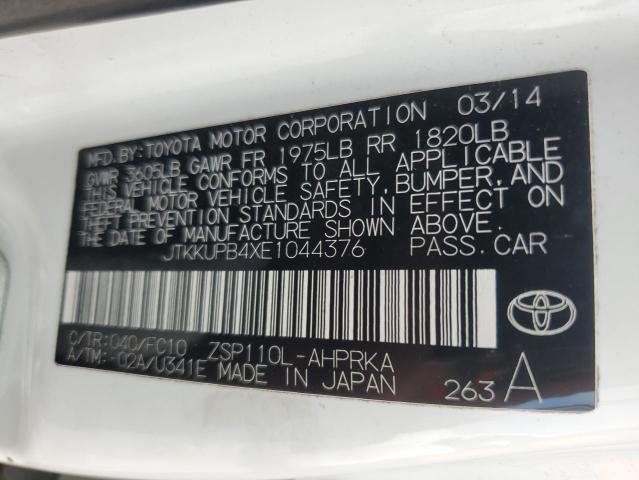 MFD. BY: TOYOTA MOTOR CORPORATION 03/14
GVWR 3605LB GAWR FR 1975LB RR 1820LB
THIS VEHICLE CONFORMS TO ALL APPLICABLE
FEDERAL MOTOR VEHICLE SAFETY, BUMPER, AND
THEFT PREVENTION STANDARDS IN EFFECT ON
THE DATE OF MANUFACTURE SHOWN ABOVE.
JTKKUPB4XE1044376 PASS.CAR
C/TR: 040/FC10 ZSP110L-AHPRKA
A/TM: -02A/U341E MADE IN JAPAN 263 A